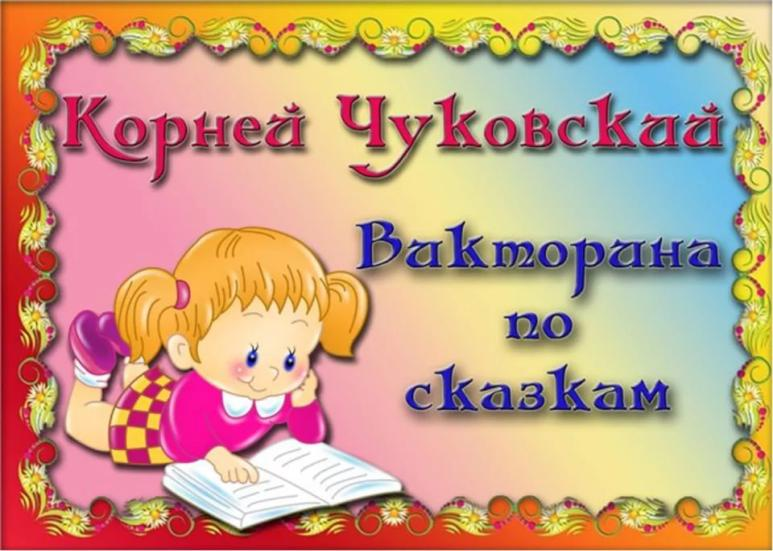 Корней Чуковский
Викторина
по
сказкам